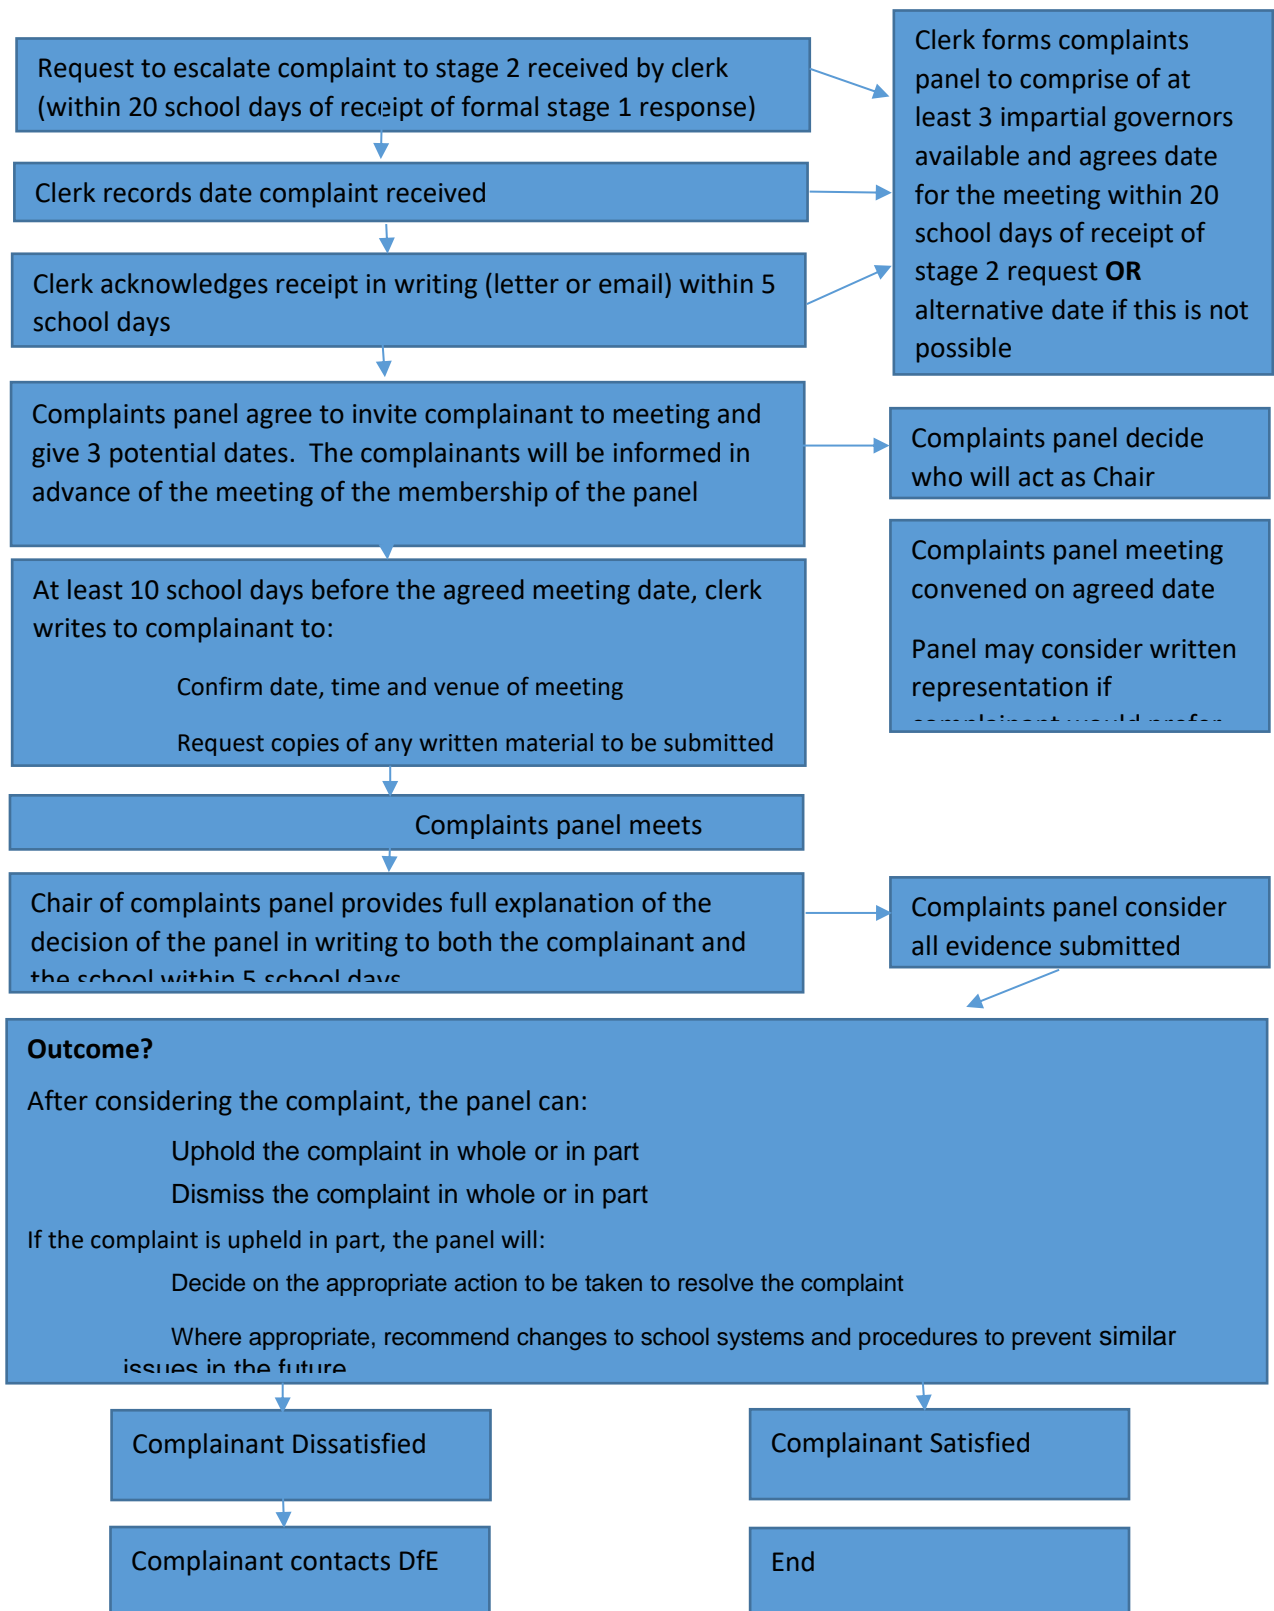 Request to escalate complaint to stage 2 received by clerk
(within 20 school days of receipt of formal stage 1 response)
Clerk records date complaint received
Clerk acknowledges receipt in writing (letter or email) within 5
school days
Clerk forms complaints
panel to comprise of at
least 3 impartial governors
available and agrees date
for the meeting within 20
school days of receipt of
stage 2 request OR
alternative date if this is not
possible
Complaints panel agree to invite complainant to meeting and
give 3 potential dates.  The complainants will be informed in
advance of the meeting of the membership of the panel
Complaints panel decide
who will act as Chair
At least 10 school days before the agreed meeting date, clerk
writes to complainant to:
Confirm date, time and venue of meeting
Request copies of any written material to be submitted
Complaints panel meeting
convened on agreed date
Panel may consider written
representation if
complainant would prefer
Complaints panel meets
Chair of complaints panel provides full explanation of the
decision of the panel in writing to both the complainant and
the school within 5 school days
Complaints panel consider
all evidence submitted
Outcome?
After considering the complaint, the panel can:
Uphold the complaint in whole or in part
Dismiss the complaint in whole or in part
If the complaint is upheld in part, the panel will:
Decide on the appropriate action to be taken to resolve the complaint
Where appropriate, recommend changes to school systems and procedures to prevent similar
issues in the future
Complainant Dissatisfied
Complainant Satisfied
Complainant contacts DfE
End